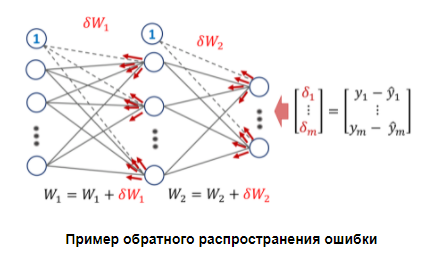 δW₁
1
1
δW₂
[δ₁ ⋮ δₘ] = [y₁ − ŷ₁ ⋮ yₘ − ŷₘ]
W₁ = W₁ + δW₁ W₂ = W₂ + δW₂
Пример обратного распространения ошибки